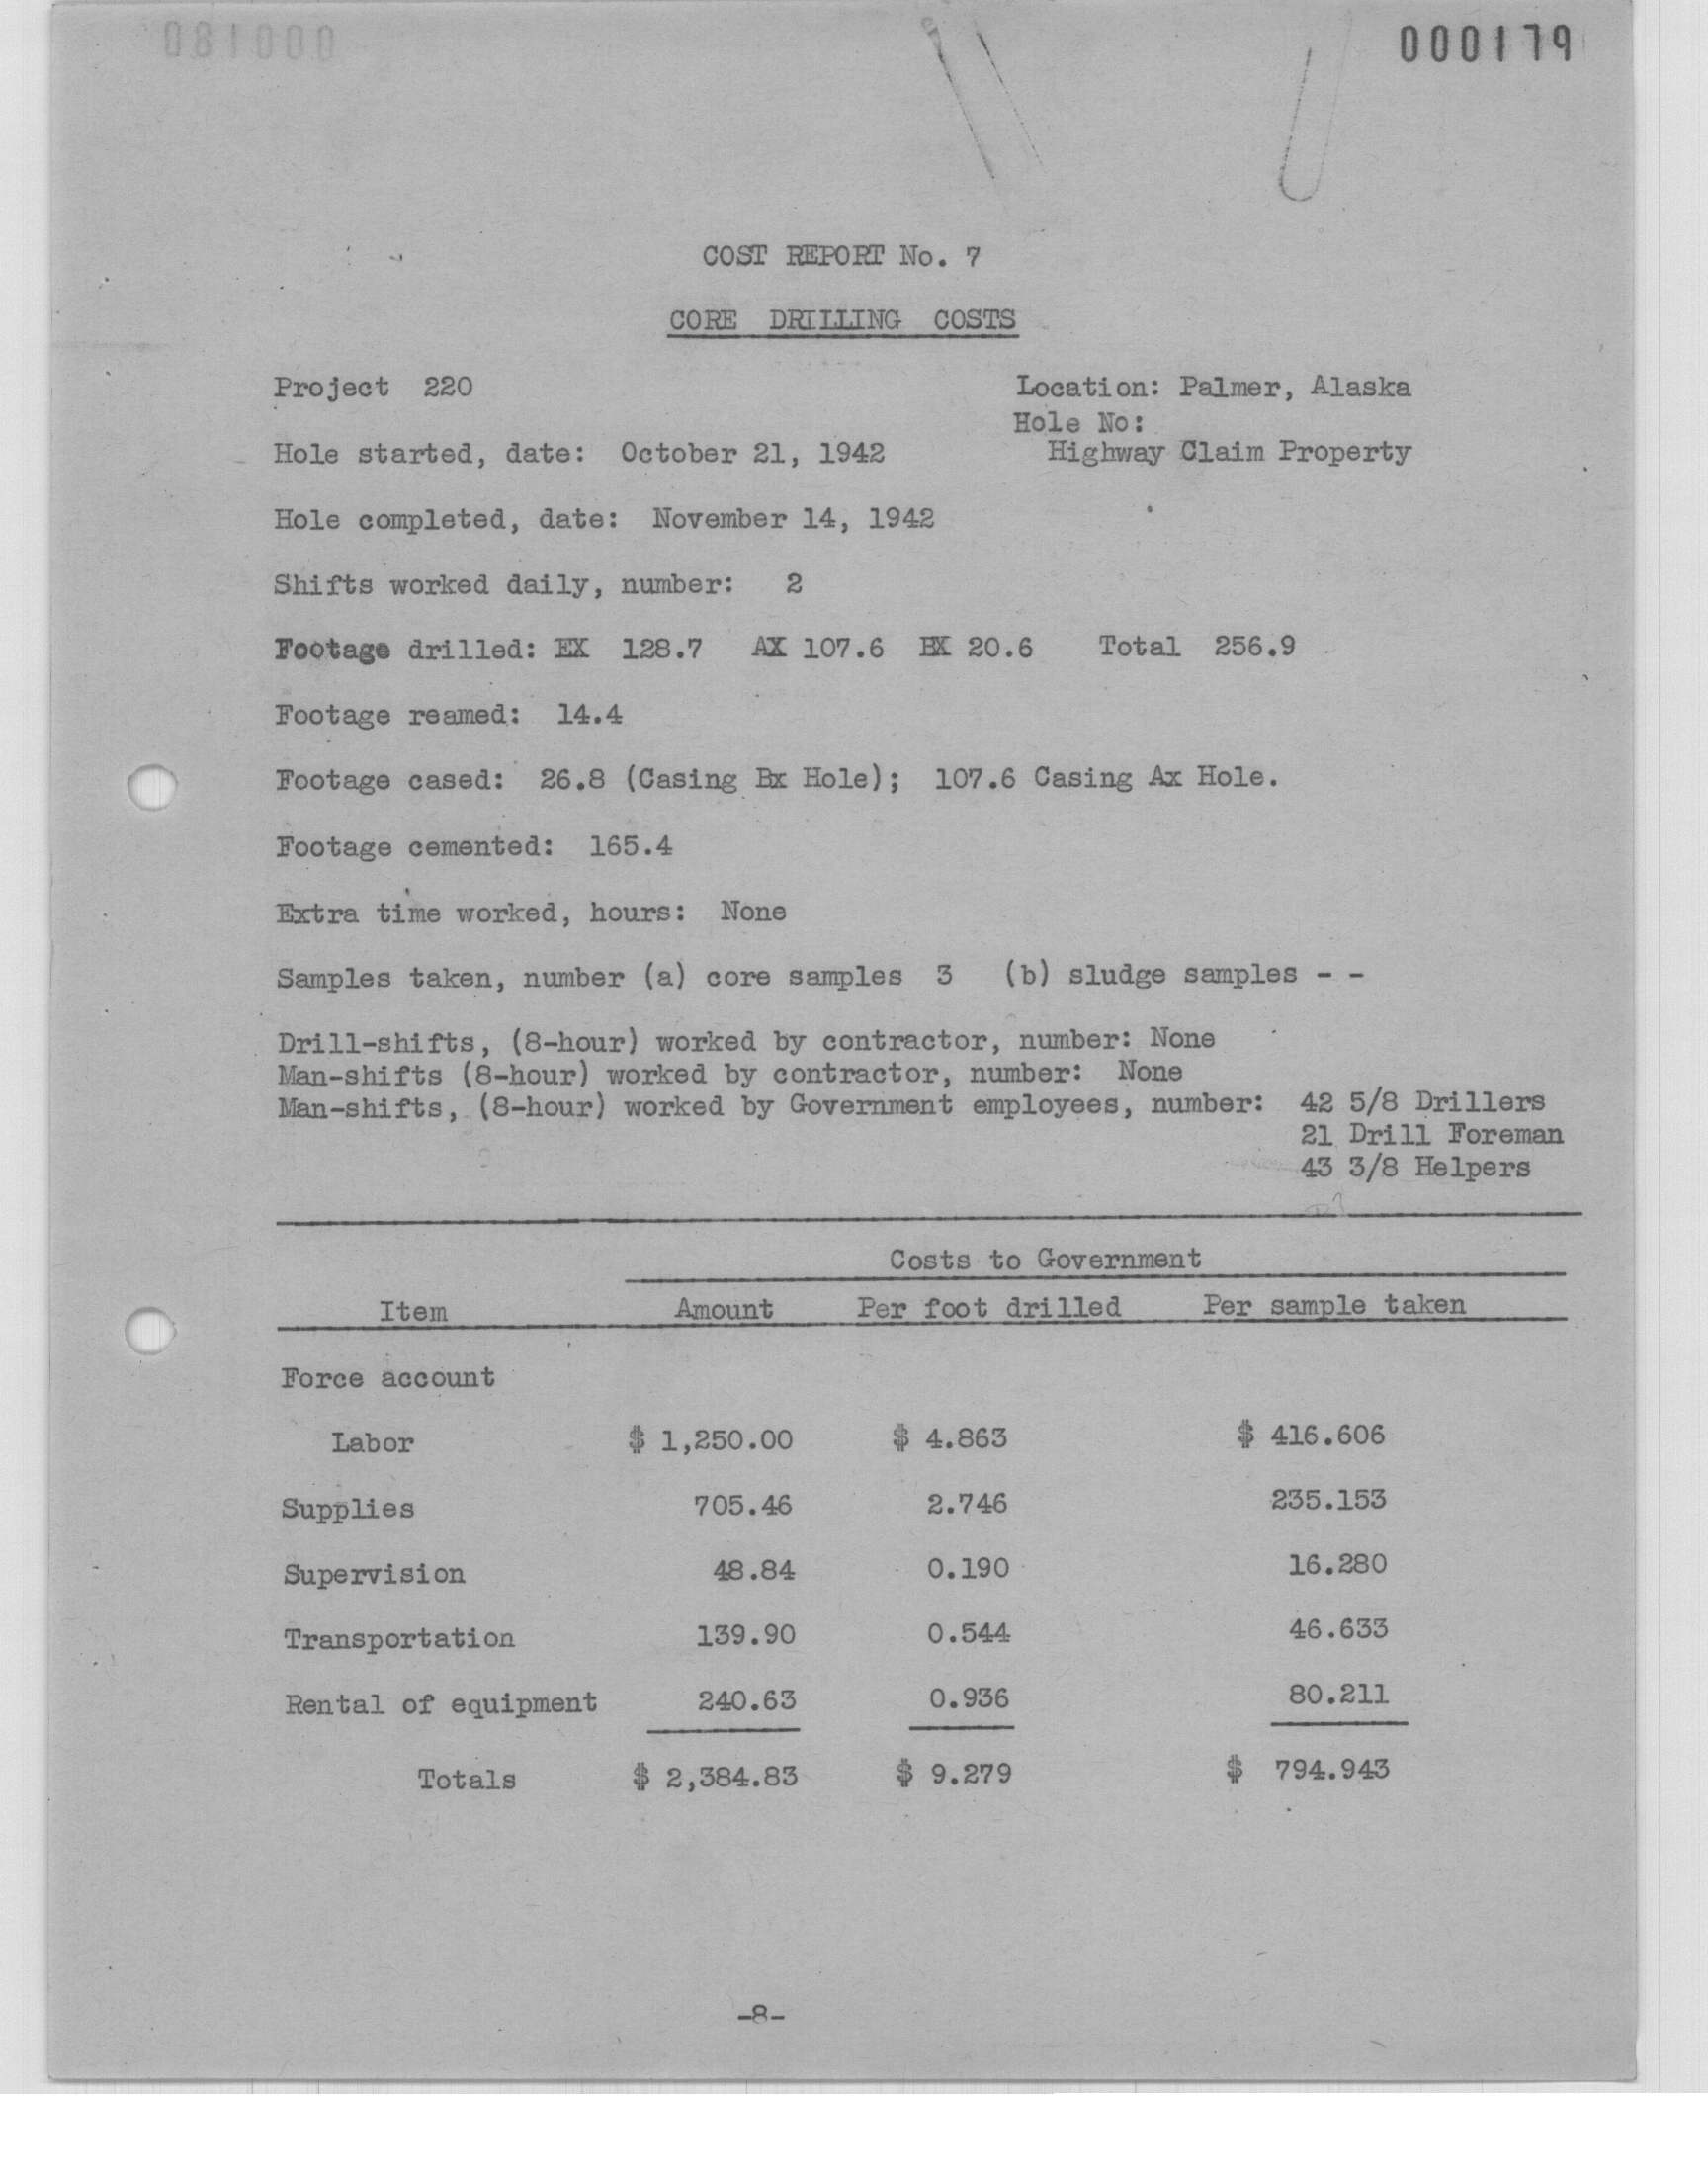 000179
COST REPORT No. 7
CORE DRILLING COSTS
Project 220
Location: Palmer, Alaska
Hole No:
Hole started, date: October 21, 1942
Highway Claim Property
Hole completed, date: November 14, 1942
Shifts worked daily, number: 2
Footage drilled: EX 128.7 AX 107.6 BX 20.6 Total 256.9
Footage reamed: 14.4
Footage cased: 26.8 (Casing Bx Hole); 107.6 Casing Ax Hole.
Footage cemented: 165.4
Extra time worked, hours: None
Samples taken, number (a) core samples 3 (b) sludge samples - -
Drill-shifts, (8-hour) worked by contractor, number: None
Man-shifts (8-hour) worked by contractor, number: None
Man-shifts, (8-hour) worked by Government employees, number: 42 5/8 Drillers
21 Drill Foreman
43 3/8 Helpers
Costs to Government
Item Amount Per foot drilled Per sample taken
Force account
Labor $ 1,250.00 $ 4.863 $ 416.606
Supplies 705.46 2.746 235.153
Supervision 48.84 0.190 16.280
Transportation 139.90 0.544 46.633
Rental of equipment 240.63 0.936 80.211
Totals $ 2,384.83 $ 9.279 $ 794.943
-8-